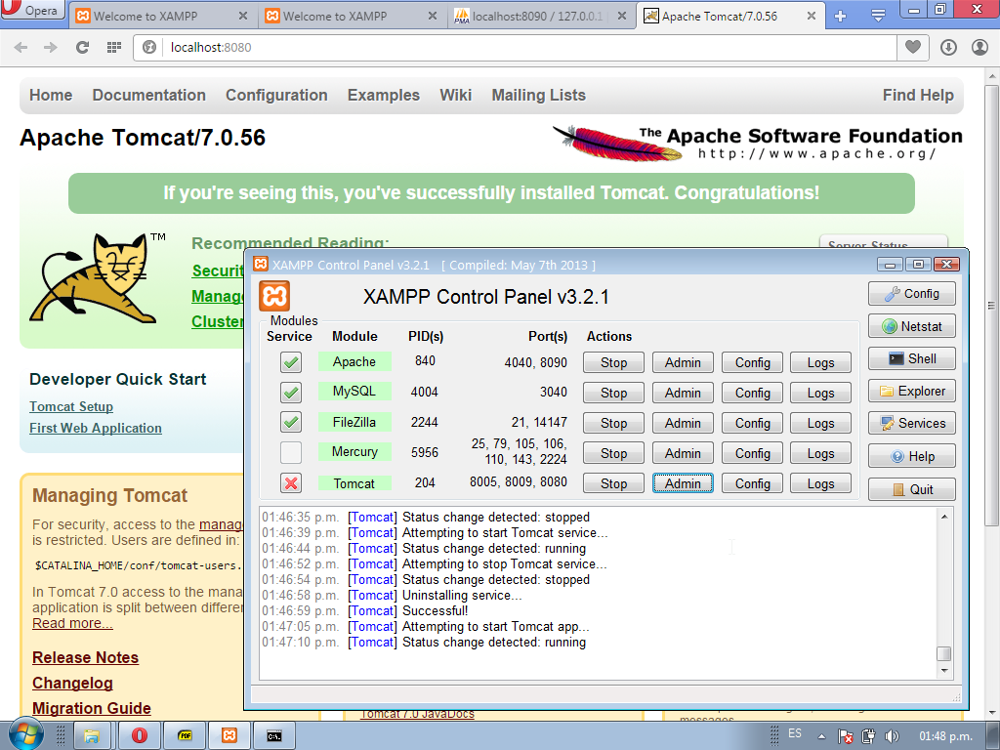 Opera
Welcome to XAMPP
Welcome to XAMPP
localhost:8090 / 127.0.0.1
Apache Tomcat/7.0.56
localhost:8080
Home Documentation Configuration Examples Wiki Mailing Lists Find Help
Apache Tomcat/7.0.56
The Apache Software Foundation
http://www.apache.org/
If you're seeing this, you've successfully installed Tomcat. Congratulations!
TM
Recommended Reading:
Server Status
Securit
Manage
Cluster
Developer Quick Start
Tomcat Setup
First Web Application
Managing Tomcat
For security, access to the manag
is restricted. Users are defined in:
$CATALINA_HOME/conf/tomcat-users.
In Tomcat 7.0 access to the mana
application is split between differen
Read more...
Release Notes
Changelog
Migration Guide
Tomcat 7.0 JavaDocs
messages
XAMPP Control Panel v3.2.1 [ Compiled: May 7th 2013 ]
XAMPP Control Panel v3.2.1
Modules
Service Module PID(s) Port(s) Actions
Apache 840 4040, 8090 Stop Admin Config Logs
MySQL 4004 3040 Stop Admin Config Logs
FileZilla 2244 21, 14147 Stop Admin Config Logs
Mercury 5956 25, 79, 105, 106,
110, 143, 2224 Stop Admin Config Logs
Tomcat 204 8005, 8009, 8080 Stop Admin Config Logs
Config
Netstat
Shell
Explorer
Services
Help
Quit
01:46:35 p.m. [Tomcat] Status change detected: stopped
01:46:39 p.m. [Tomcat] Attempting to start Tomcat service...
01:46:44 p.m. [Tomcat] Status change detected: running
01:46:52 p.m. [Tomcat] Attempting to stop Tomcat service...
01:46:54 p.m. [Tomcat] Status change detected: stopped
01:46:58 p.m. [Tomcat] Uninstalling service...
01:46:59 p.m. [Tomcat] Successful!
01:47:05 p.m. [Tomcat] Attempting to start Tomcat app...
01:47:10 p.m. [Tomcat] Status change detected: running
PDF
C:\.
ES
01:48 p.m.